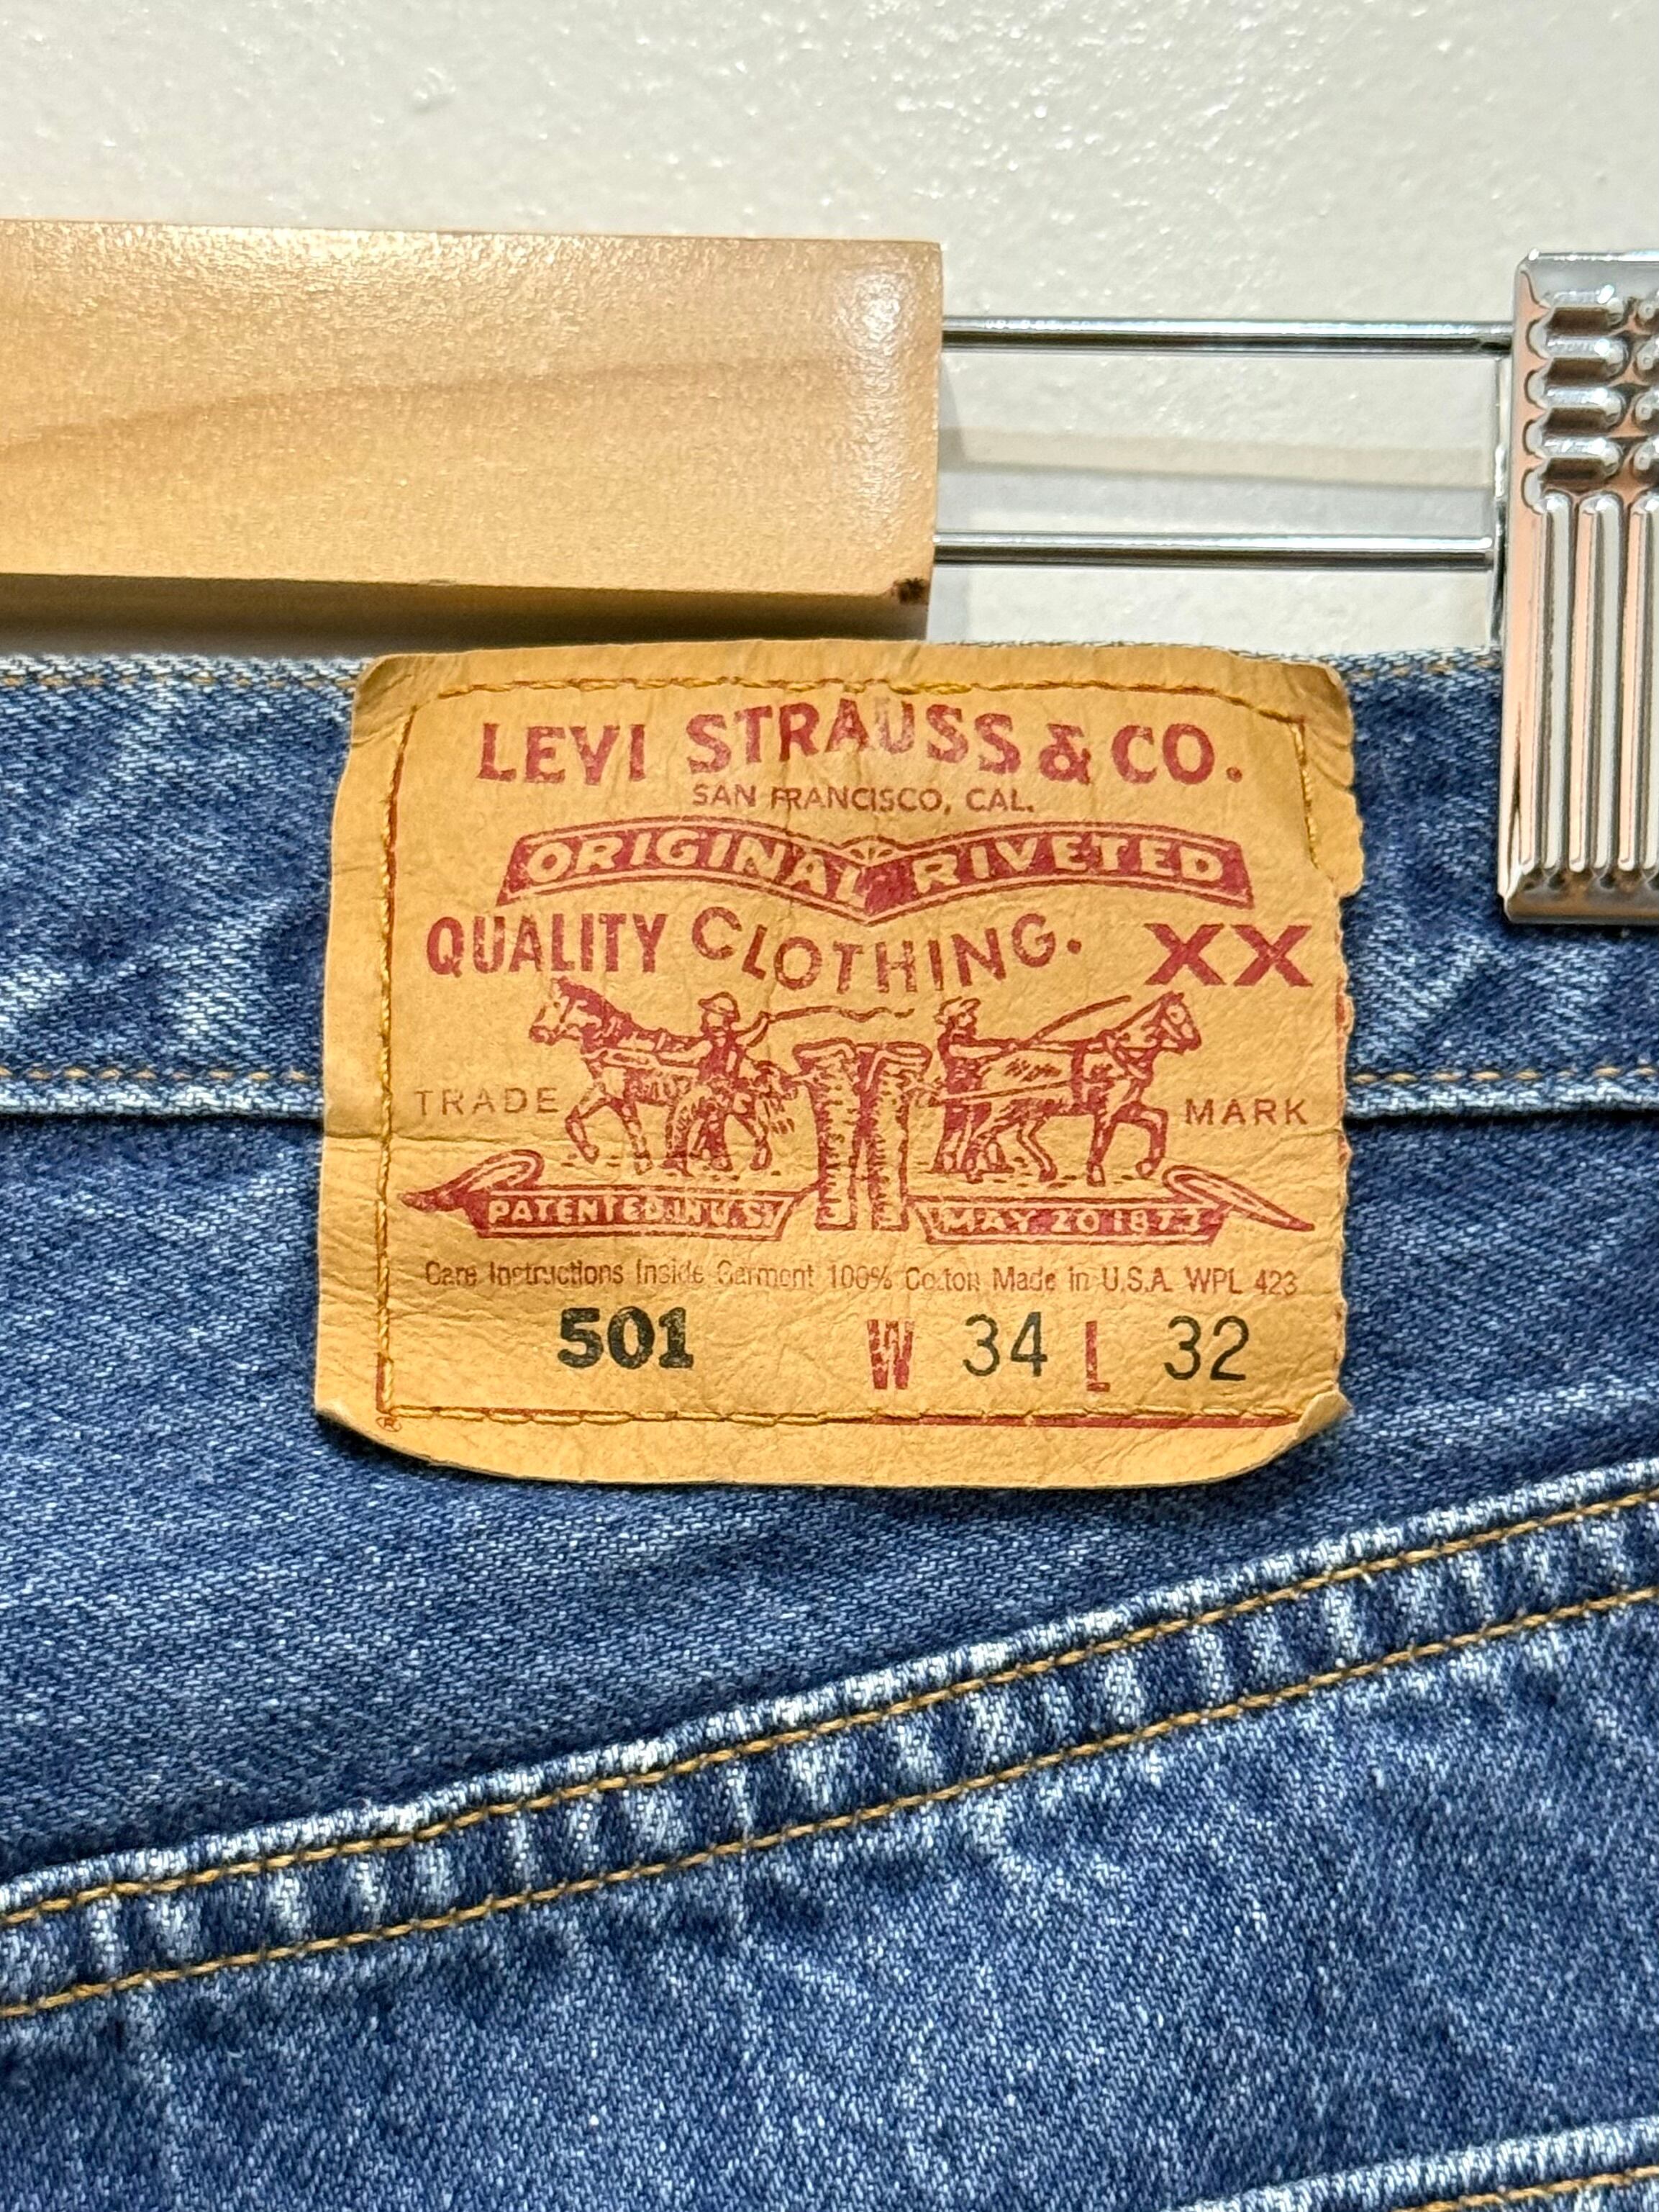 LEVI STRAUSS & CO.
SAN FRANCISCO, CAL.
ORIGINAL RIVETED
QUALITY CLOTHING. XX
TRADE MARK
PATENTED IN U.S. MAY 20 1873
Care Instructions Inside Garment 100% Cotton Made in U.S.A. WPL 423
501 W 34 L 32
®